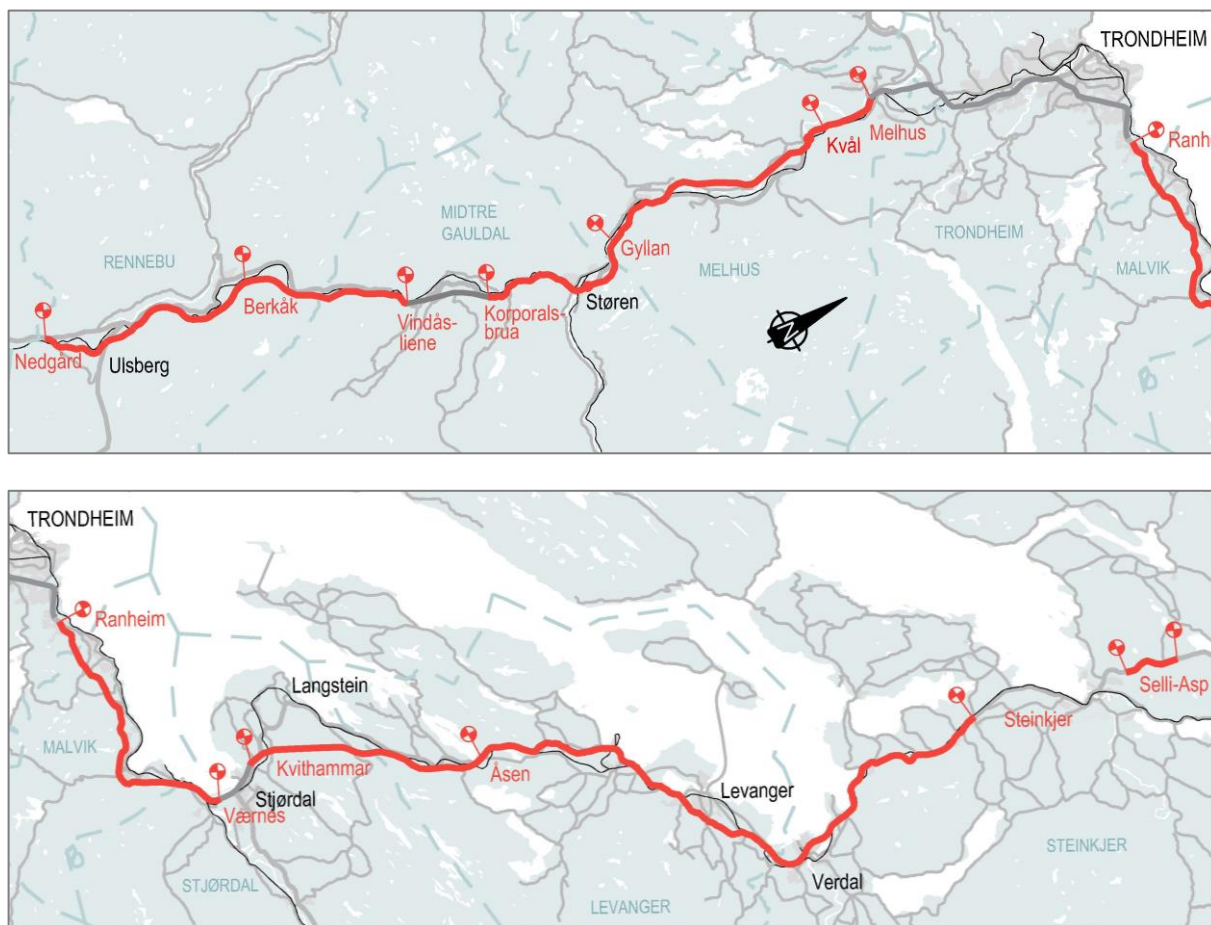 TRONDHEIM
Ranh
Melhus
Kvål
MIDTRE
GAULDAL
TRONDHEIM
Gyllan
RENNEBU
MELHUS
MALVIK
Berkåk
Støren
Vindås-
liene
Korporals-
brua
N
Nedgård
Ulsberg
TRONDHEIM
Ranheim
Langstein
Selli-Asp
Steinkjer
MALVIK
Kvithammar
Åsen
Stjørdal
Levanger
Værnes
STEINKJER
Verdal
STJØRDAL
LEVANGER